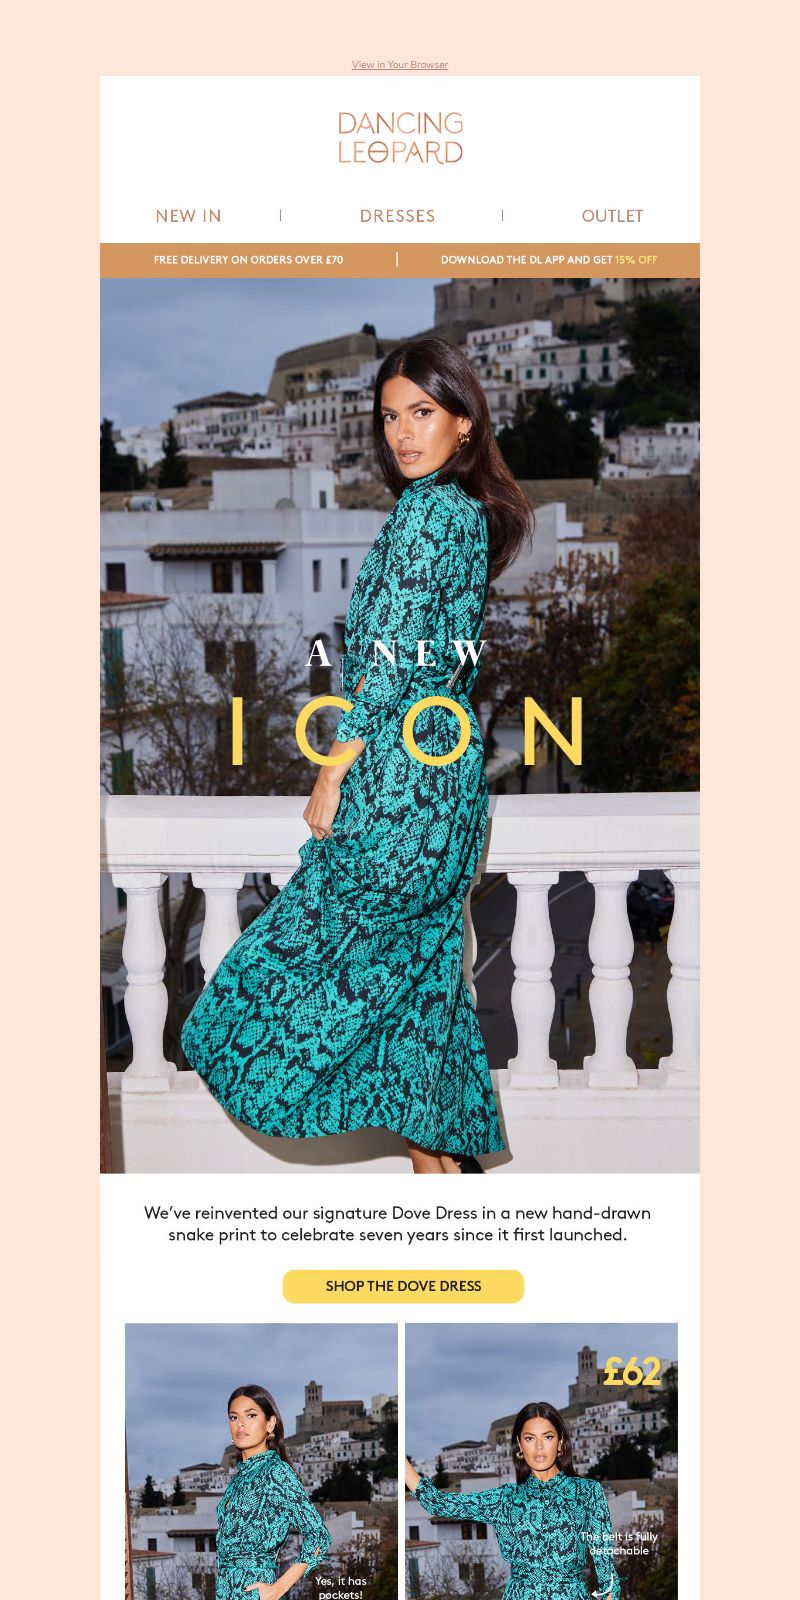 View in Your Browser
DANCING
LEOPARD
NEW IN | DRESSES | OUTLET
FREE DELIVERY ON ORDERS OVER £70 | DOWNLOAD THE DL APP AND GET 15% OFF
A NEW
ICON
We've reinvented our signature Dove Dress in a new hand-drawn
snake print to celebrate seven years since it first launched.
SHOP THE DOVE DRESS
£62
The belt is fully
detachable
Yes, it has
pockets!